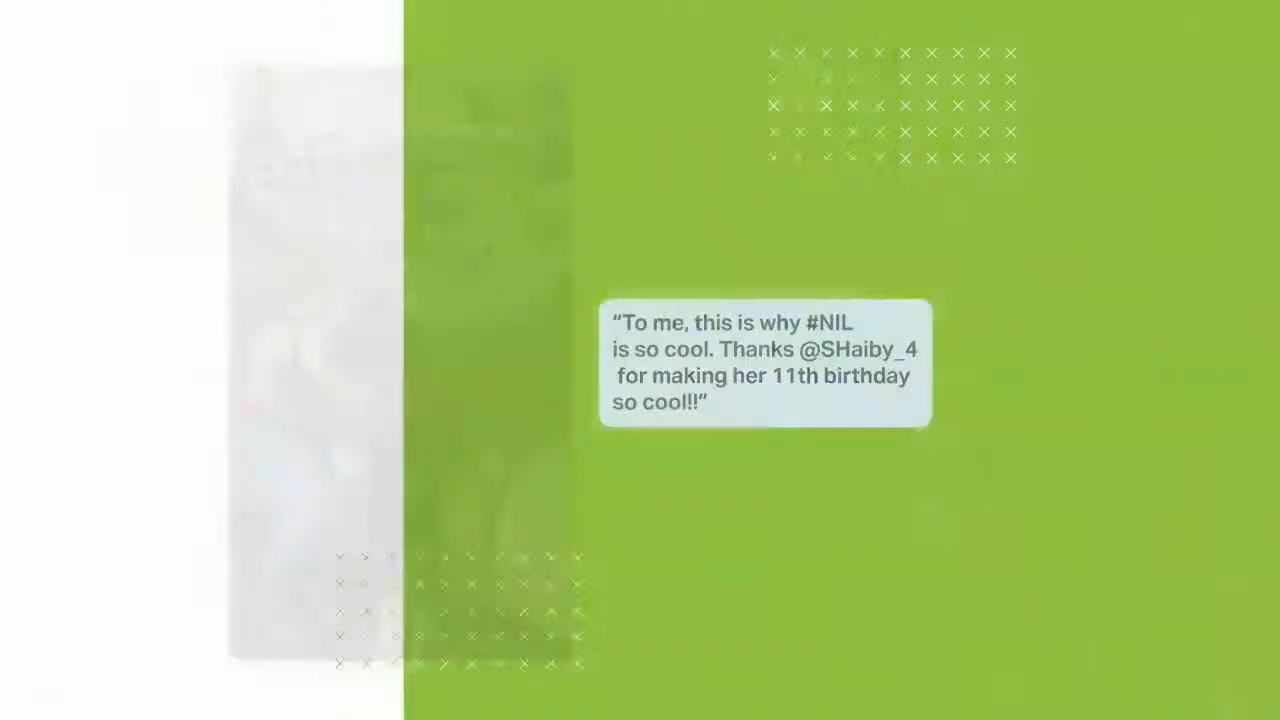 “To me, this is why #NIL
is so cool. Thanks @SHaiby_4
for making her 11th birthday
so cool!!”